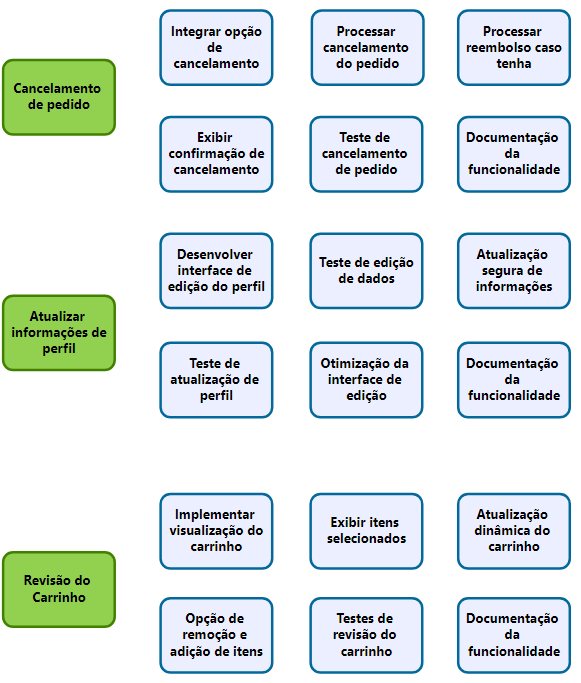 Cancelamento
de pedido
Integrar opção
de
cancelamento
Processar
cancelamento
do pedido
Processar
reembolso caso
tenha
Exibir
confirmação de
cancelamento
Teste de
cancelamento
de pedido
Documentação
da
funcionalidade
Atualizar
informações de
perfil
Desenvolver
interface de
edição do perfil
Teste de edição
de dados
Atualização
segura de
informações
Teste de
atualização de
perfil
Otimização da
interface de
edição
Documentação
da
funcionalidade
Revisão do
Carrinho
Implementar
visualização do
carrinho
Exibir itens
selecionados
Atualização
dinâmica do
carrinho
Opção de
remoção e
adição de itens
Testes de
revisão do
carrinho
Documentação
da
funcionalidade